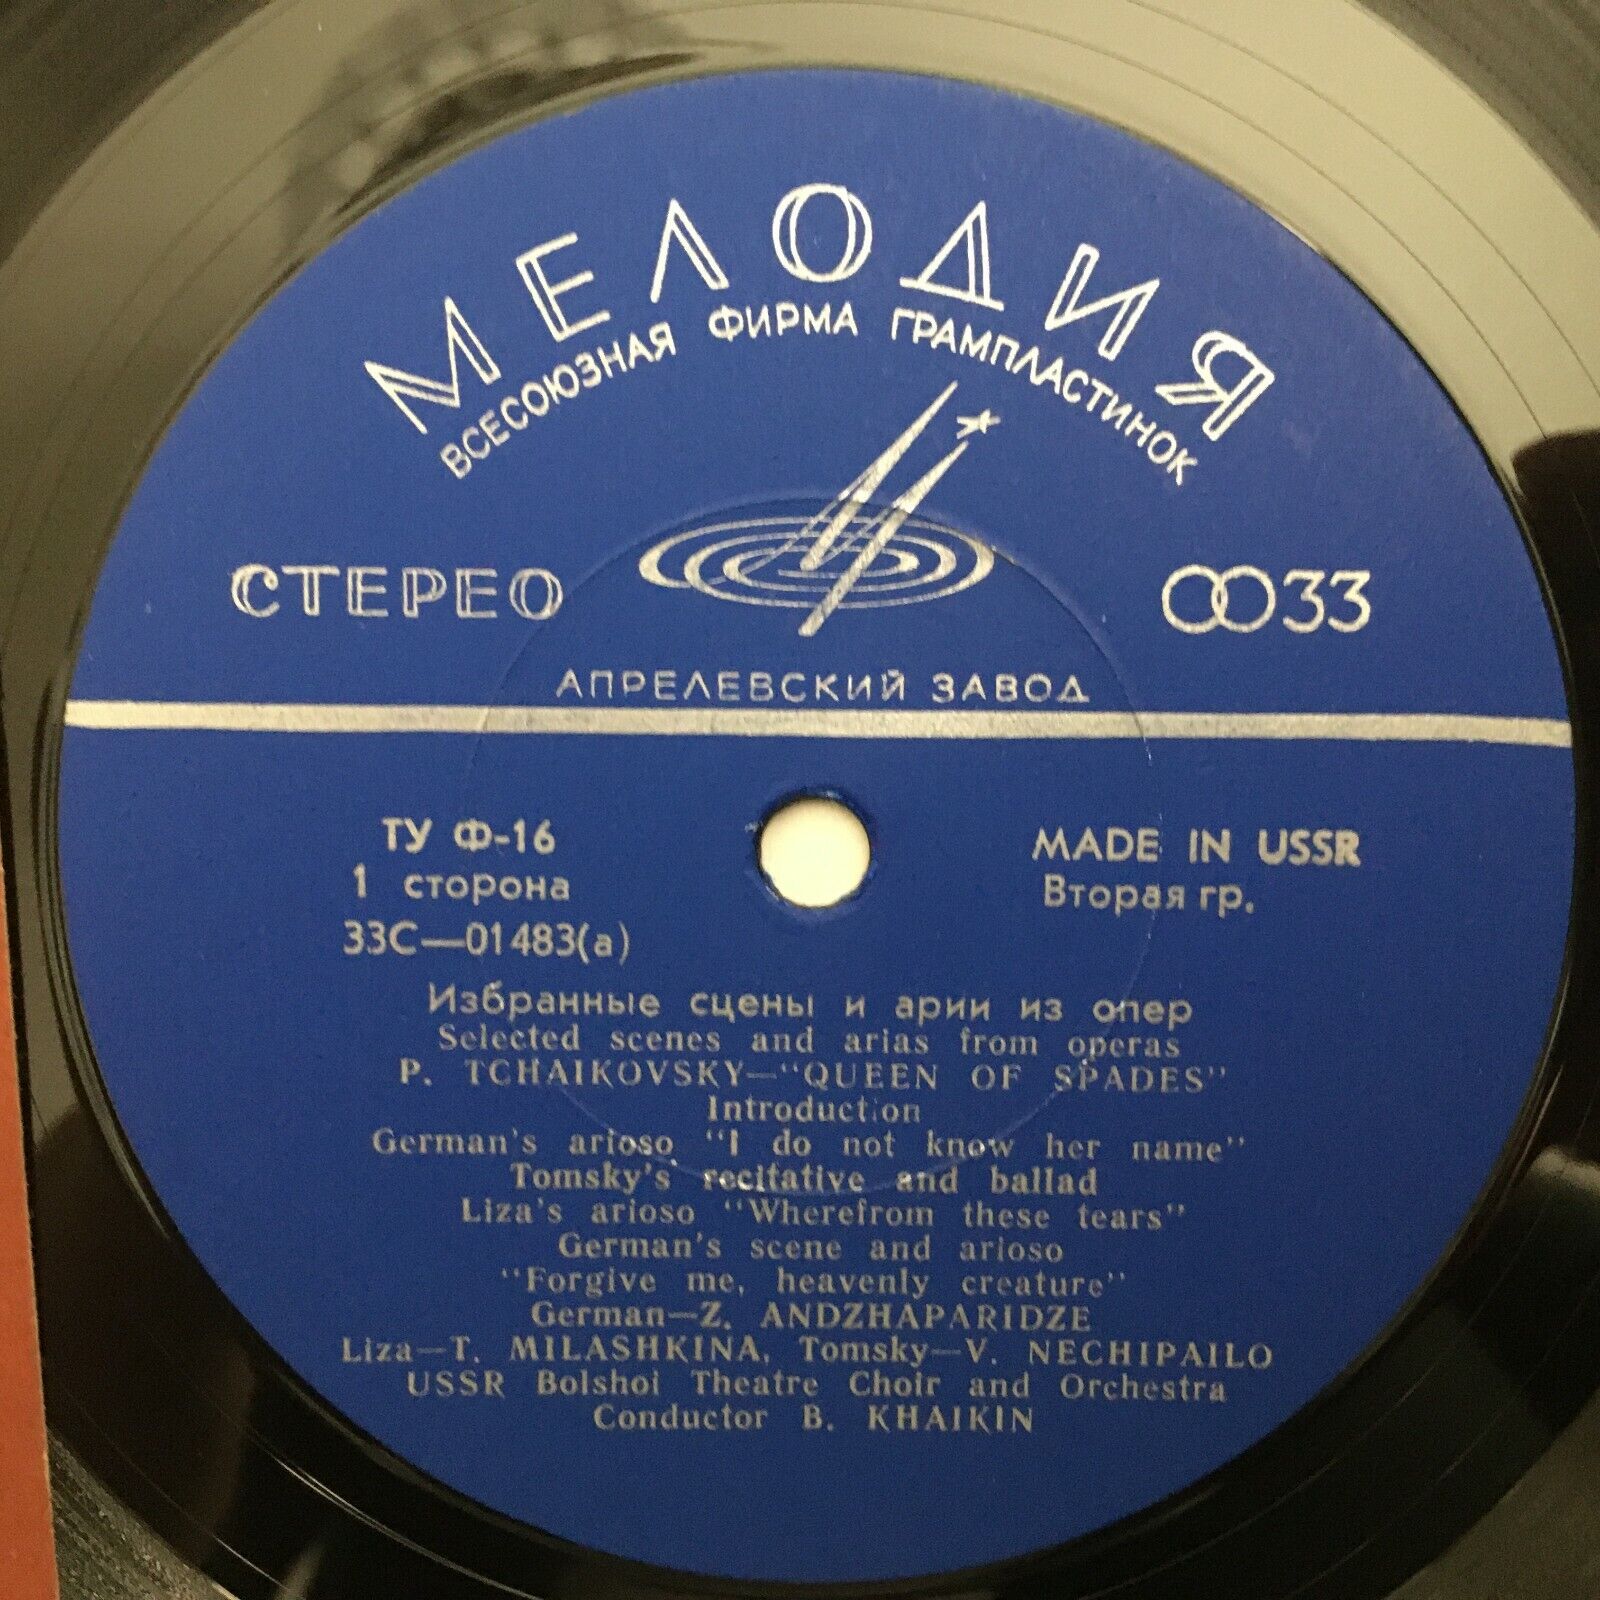 МЕЛОДИЯ
ВСЕСОЮЗНАЯ ФИРМА ГРАМПЛАСТИНОК
СТЕРЕО
33
АПРЕЛЕВСКИЙ ЗАВОД
ТУ Ф-16
MADE IN USSR
1 сторона
Вторая гр.
33С—01483(а)
Избранные сцены и арии из опер
Selected scenes and arias from operas
P. TCHAIKOVSKY—"QUEEN OF SPADES"
Introduction
German's arioso "I do not know her name"
Tomsky's recitative and ballad
Liza's arioso "Wherefrom these tears"
German's scene and arioso
"Forgive me, heavenly creature"
German—Z. ANDZHAPARIDZE
Liza—T. MILASHKINA, Tomsky—V. NECHIPAILO
USSR Bolshoi Theatre Choir and Orchestra
Conductor B. KHAIKIN